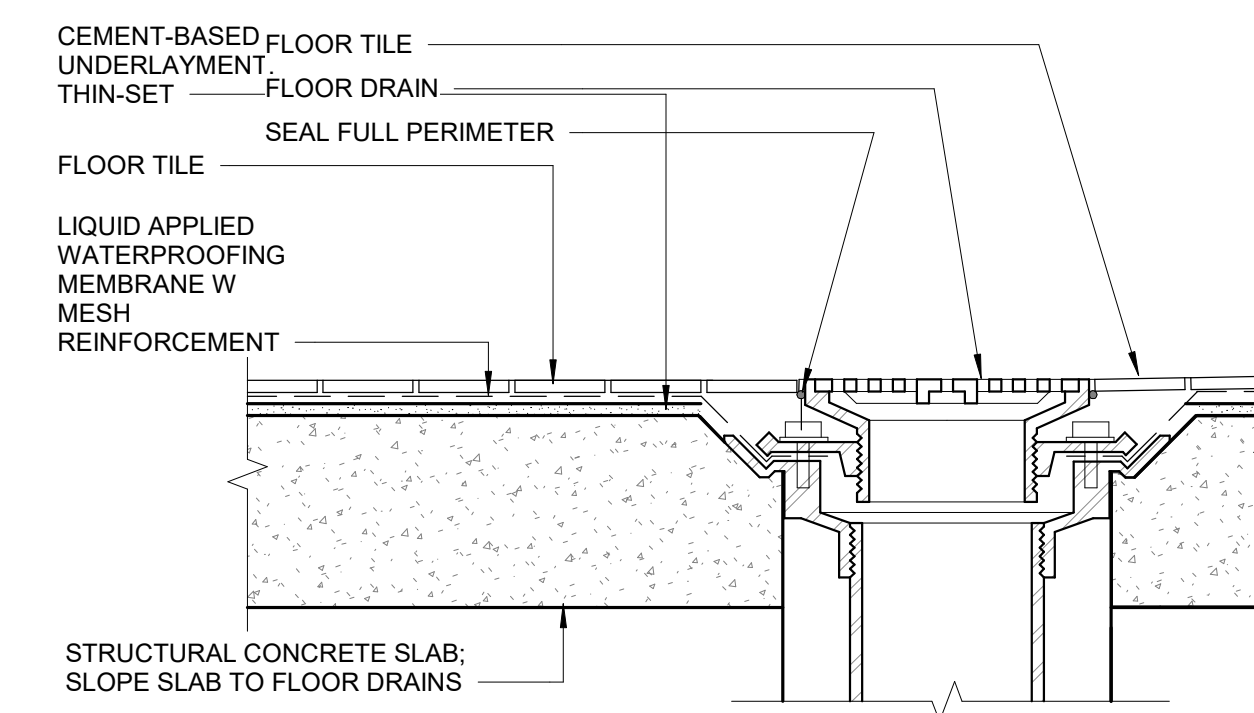 CEMENT-BASED
UNDERLAYMENT.
THIN-SET
FLOOR TILE
FLOOR DRAIN
SEAL FULL PERIMETER
FLOOR TILE
LIQUID APPLIED
WATERPROOFING
MEMBRANE W
MESH
REINFORCEMENT
STRUCTURAL CONCRETE SLAB;
SLOPE SLAB TO FLOOR DRAINS